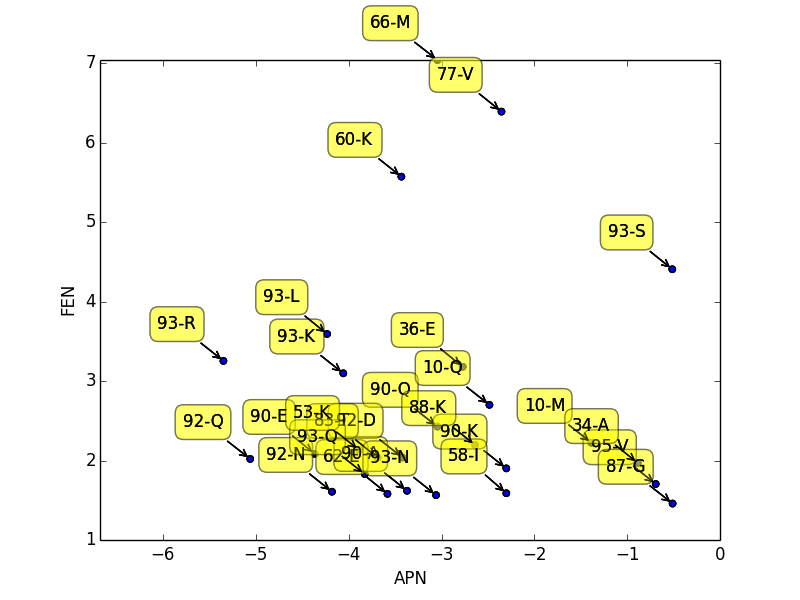 66-M
7
77-V
6
60-K
5
93-S
FEN
4
93-L
93-R
93-K
36-E
3
10-Q
90-Q
88-K
10-M
92-Q
90-E
53-K
34-A
93-Q
90-K
95-V
92-N
93-N
58-I
2
87-G
1
−6
−5
−4
−3
−2
−1
0
APN